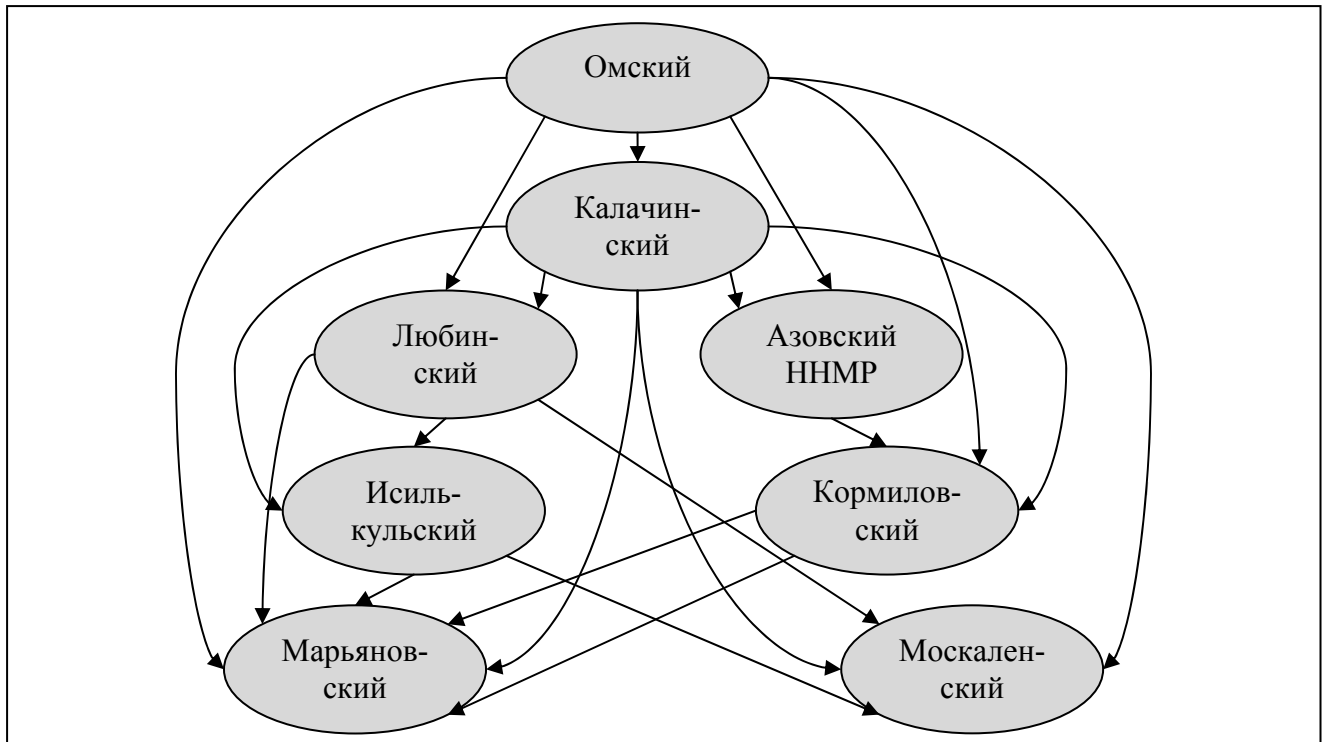 Омский
Калачин-
ский
Любин-
ский
Азовский
ННМР
Исиль-
кульский
Кормилов-
ский
Марьянов-
ский
Москален-
ский